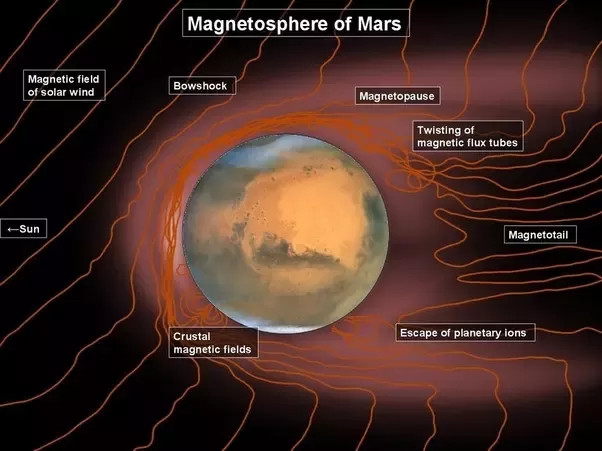 Magnetosphere of Mars
Magnetic field
of solar wind
Bowshock
Magnetopause
Twisting of
magnetic flux tubes
←Sun
Magnetotail
Crustal
magnetic fields
Escape of planetary ions